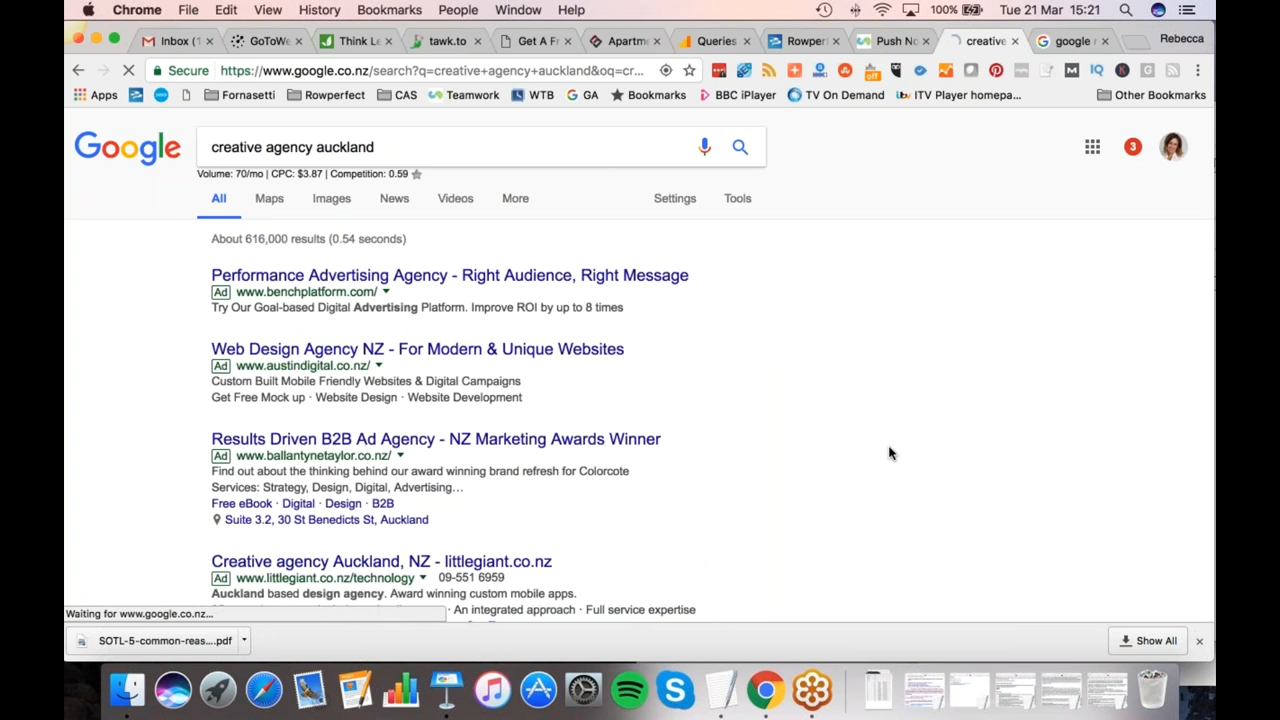 Chrome File Edit View History Bookmarks People Window Help 100% Tue 21 Mar 15:21
Inbox (1 GoToWe Think Le tawk.to Get A Fr Apartm Queries Rowperf Push No creative google r Rebecca
Secure https://www.google.co.nz/search?q=creative+agency+auckland&oq=cr...
Apps Fornasetti Rowperfect CAS Teamwork WTB GA Bookmarks BBC iPlayer TV On Demand ITV Player homepa... Other Bookmarks
Google creative agency auckland 3
Volume: 70/mo | CPC: $3.87 | Competition: 0.59
All Maps Images News Videos More Settings Tools
About 616,000 results (0.54 seconds)
Performance Advertising Agency - Right Audience, Right Message
Ad www.benchplatform.com/
Try Our Goal-based Digital Advertising Platform. Improve ROI by up to 8 times
Web Design Agency NZ - For Modern & Unique Websites
Ad www.austindigital.co.nz/
Custom Built Mobile Friendly Websites & Digital Campaigns
Get Free Mock up · Website Design · Website Development
Results Driven B2B Ad Agency - NZ Marketing Awards Winner
Ad www.ballantynetaylor.co.nz/
Find out about the thinking behind our award winning brand refresh for Colorcote
Services: Strategy, Design, Digital, Advertising…
Free eBook · Digital · Design · B2B
Suite 3.2, 30 St Benedicts St, Auckland
Creative agency Auckland, NZ - littlegiant.co.nz
Ad www.littlegiant.co.nz/technology 09-551 6959
Auckland based design agency. Award winning custom mobile apps.
· An integrated approach · Full service expertise
Waiting for www.google.co.nz...
SOTL-5-common-reas....pdf Show All